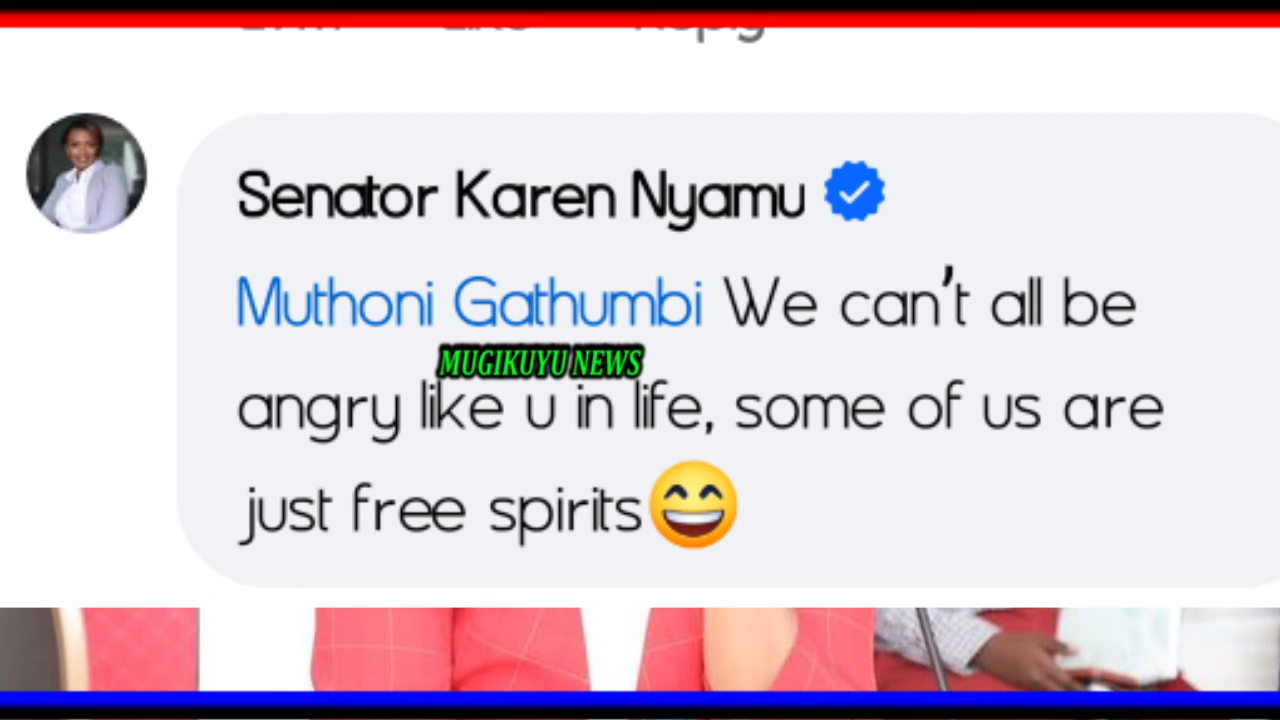 Senator Karen Nyamu
Muthoni Gathumbi We can't all be
MUGIKUYU NEWS
angry like u in life, some of us are
just free spirits